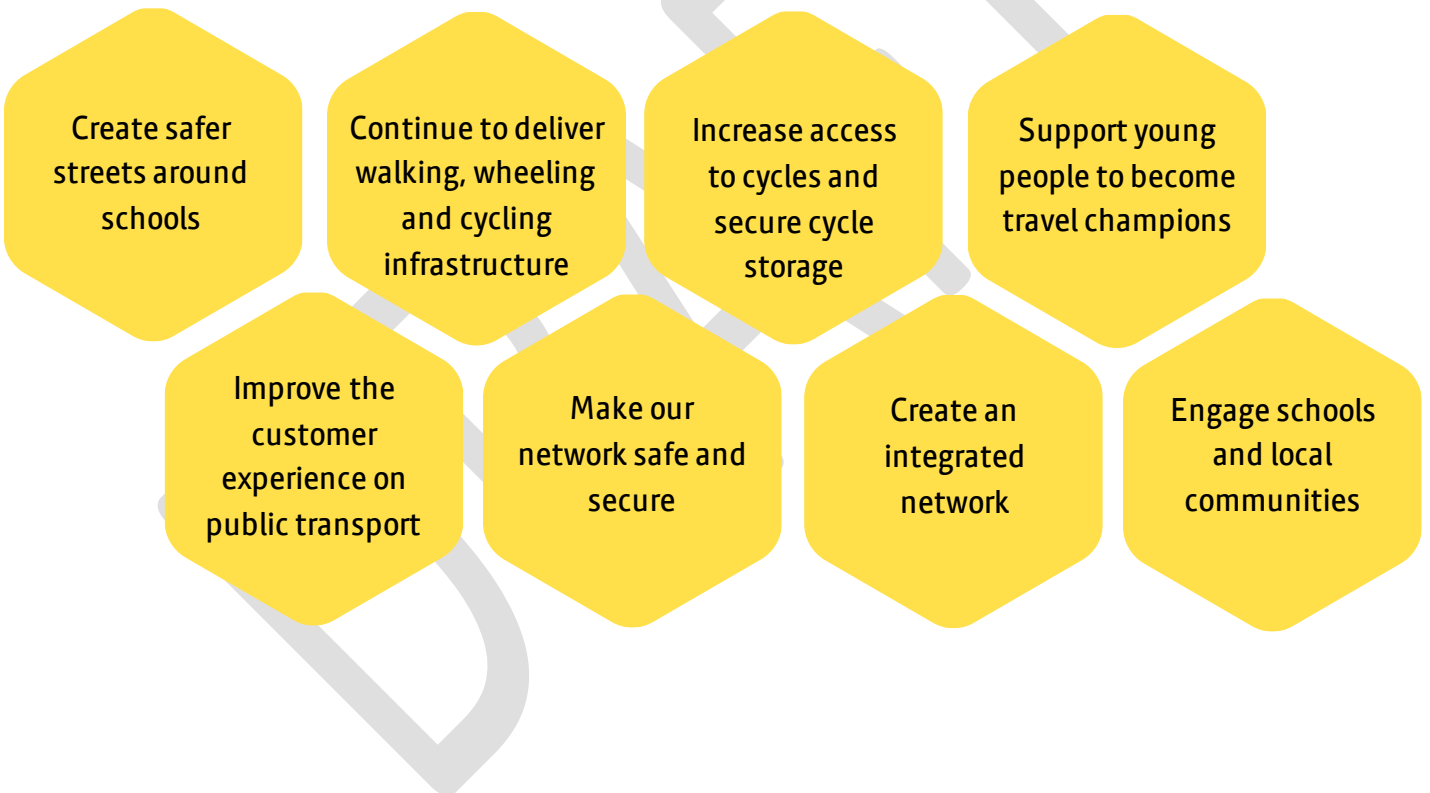 Create safer
streets around
schools
Continue to deliver
walking, wheeling
and cycling
infrastructure
Increase access
to cycles and
secure cycle
storage
Support young
people to become
travel champions
Improve the
customer
experience on
public transport
Make our
network safe and
secure
Create an
integrated
network
Engage schools
and local
communities